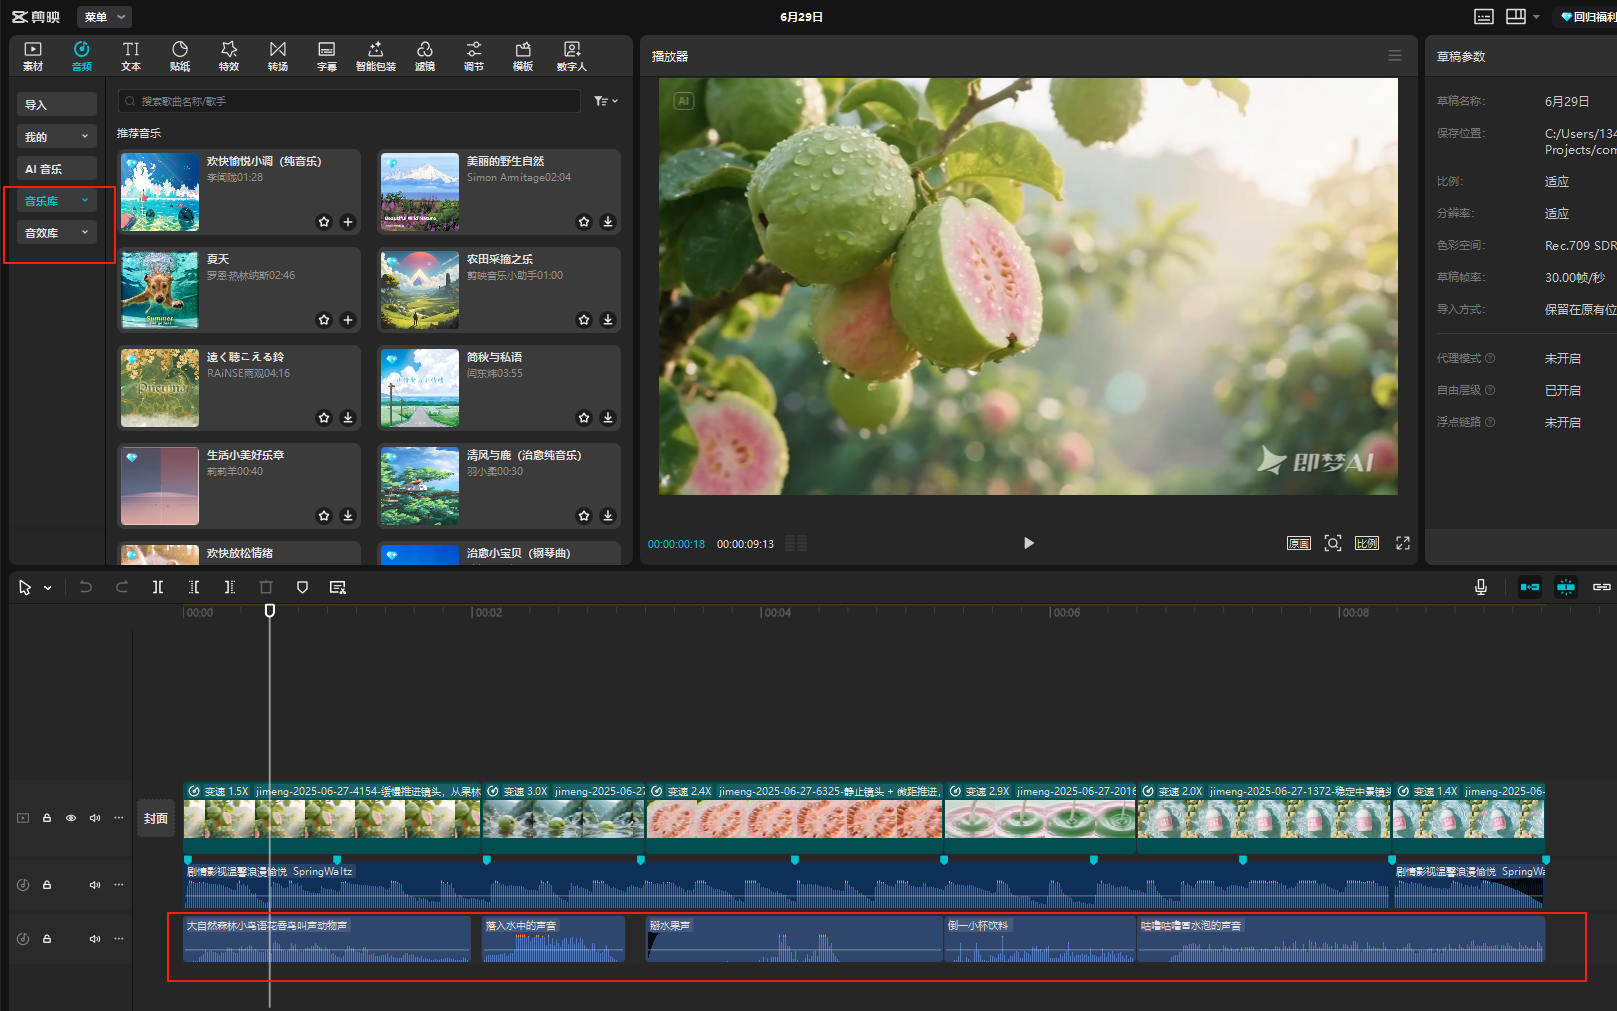 剪映
菜单
6月29日
回归福利
素材
音频
文本
贴纸
特效
转场
字幕
智能包装
滤镜
调节
模板
数字人
导入
我的
AI 音乐
音乐库
音效库
搜索歌曲名称/歌手
推荐音乐
欢快愉悦小调（纯音乐）
李闻珑01:28
美丽的野生自然
Simon Armitage02:04
Beautiful Wild Nature
夏天
罗恩·热林纳斯02:46
Summer
农田采摘之乐
剪映音乐小助手01:00
遠く聴こえる鈴
RAiNSE雨观04:16
简秋与私语
闫东炜03:55
生活小美好乐章
莉莉羊00:40
清风与鹿（治愈纯音乐）
羽小柔00:30
欢快放松情绪
治愈小宝贝（钢琴曲)
播放器
AI
即梦AI
00:00:00:18
00:00:09:13
原画
比例
草稿参数
草稿名称:
6月29日
保存位置:
C:/Users/134
Projects/com
比例:
适应
分辨率:
适应
色彩空间:
Rec.709 SDR
草稿帧率:
30.00帧/秒
导入方式:
保留在原有位
代理模式
未开启
自由层级
已开启
浮点链路
未开启
00:00
00:02
00:04
00:06
00:08
封面
变速 1.5X jimeng-2025-06-27-4154-缓慢推进镜头，从果林
变速 3.0X jimeng-2025-06-27
变速 2.4X jimeng-2025-06-27-6325-静止镜头 + 微距推进，
变速 2.9X jimeng-2025-06-27-2016
变速 2.0X jimeng-2025-06-27-1372-稳定中景镜头
变速 1.4X jimeng-2025-06-
剧情影视温馨浪漫愉悦 SpringWaltz
剧情影视温馨浪漫愉悦 SpringWa
大自然森林小鸟语花香鸟叫声动物声
落入水中的声音
掰水果声
倒一小杯饮料
咕噜咕噜冒水泡的声音